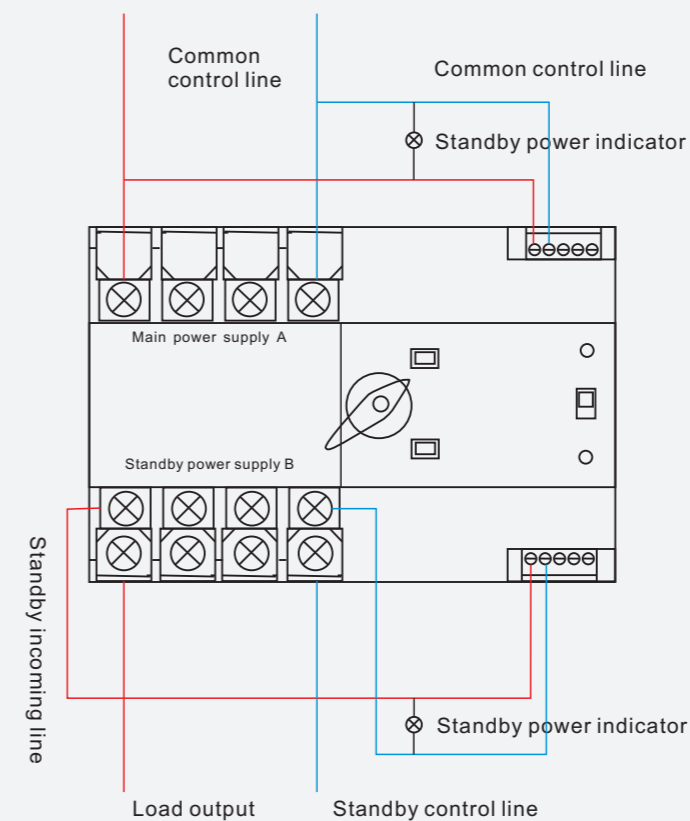 Common
control line
Common control line
Standby power indicator
Main power supply A
Standby power supply B
Standby incoming line
Standby power indicator
Load output
Standby control line